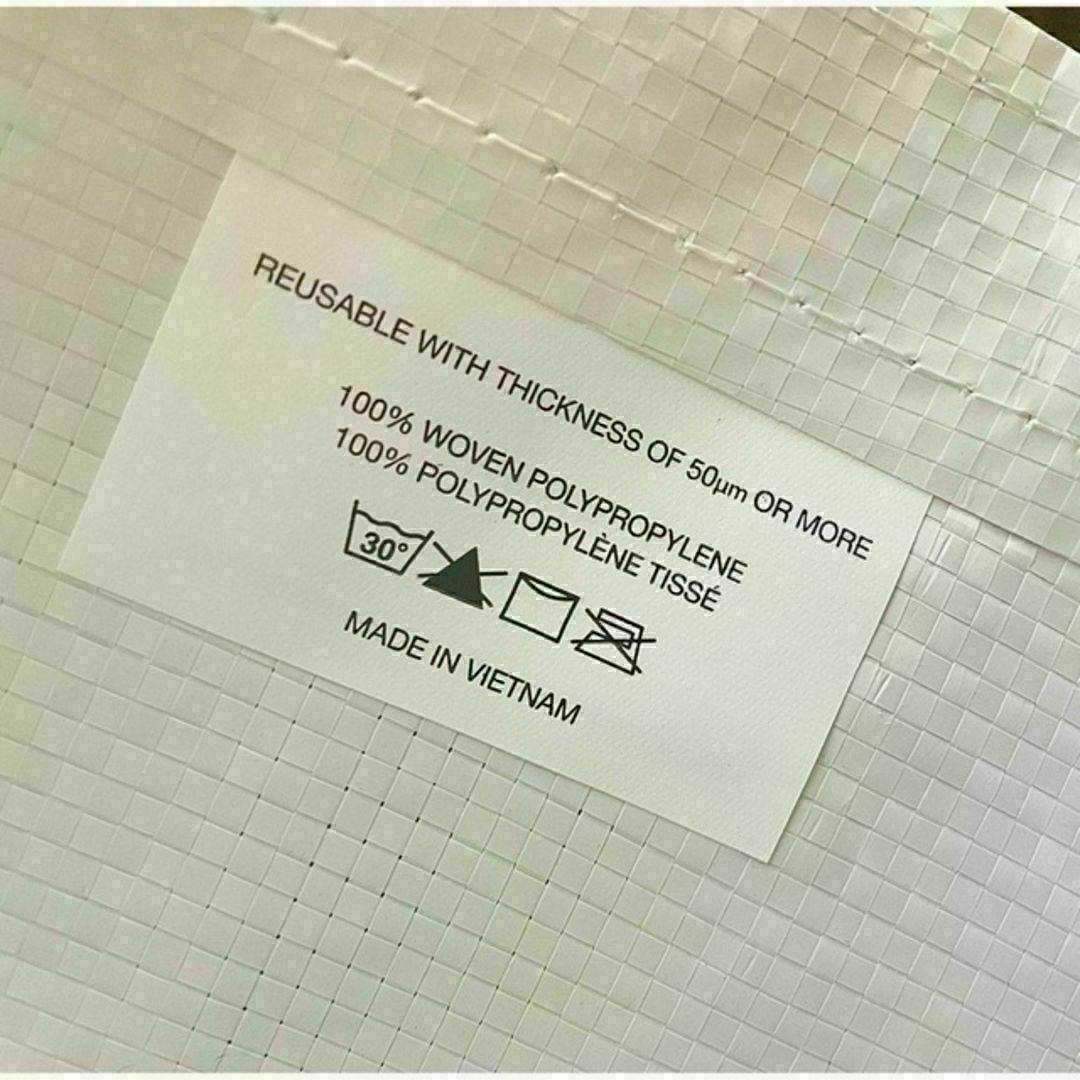 REUSABLE WITH THICKNESS OF 50µm OR MORE
100% WOVEN POLYPROPYLENE
100% POLYPROPYLÈNE TISSÉ
30°
MADE IN VIETNAM